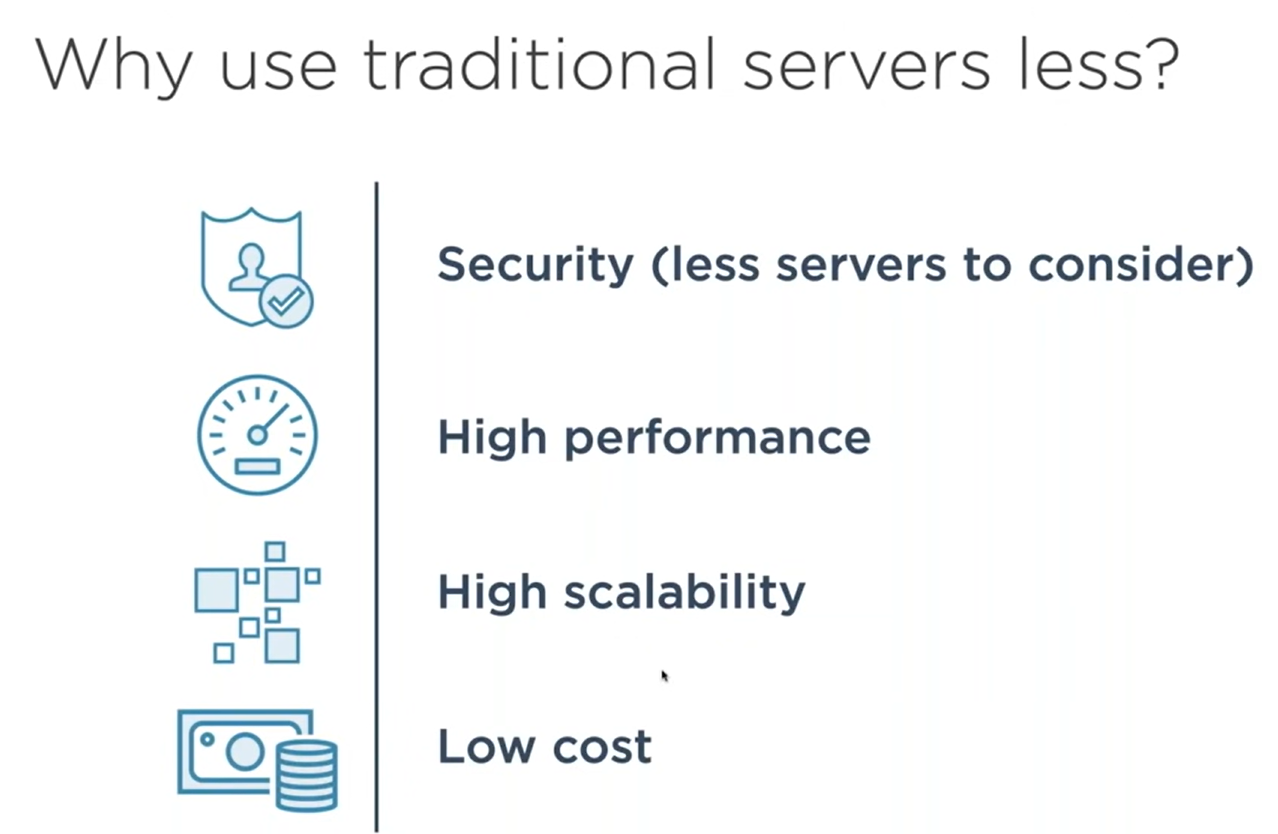 Why use traditional servers less?
Security (less servers to consider)
High performance
High scalability
Low cost